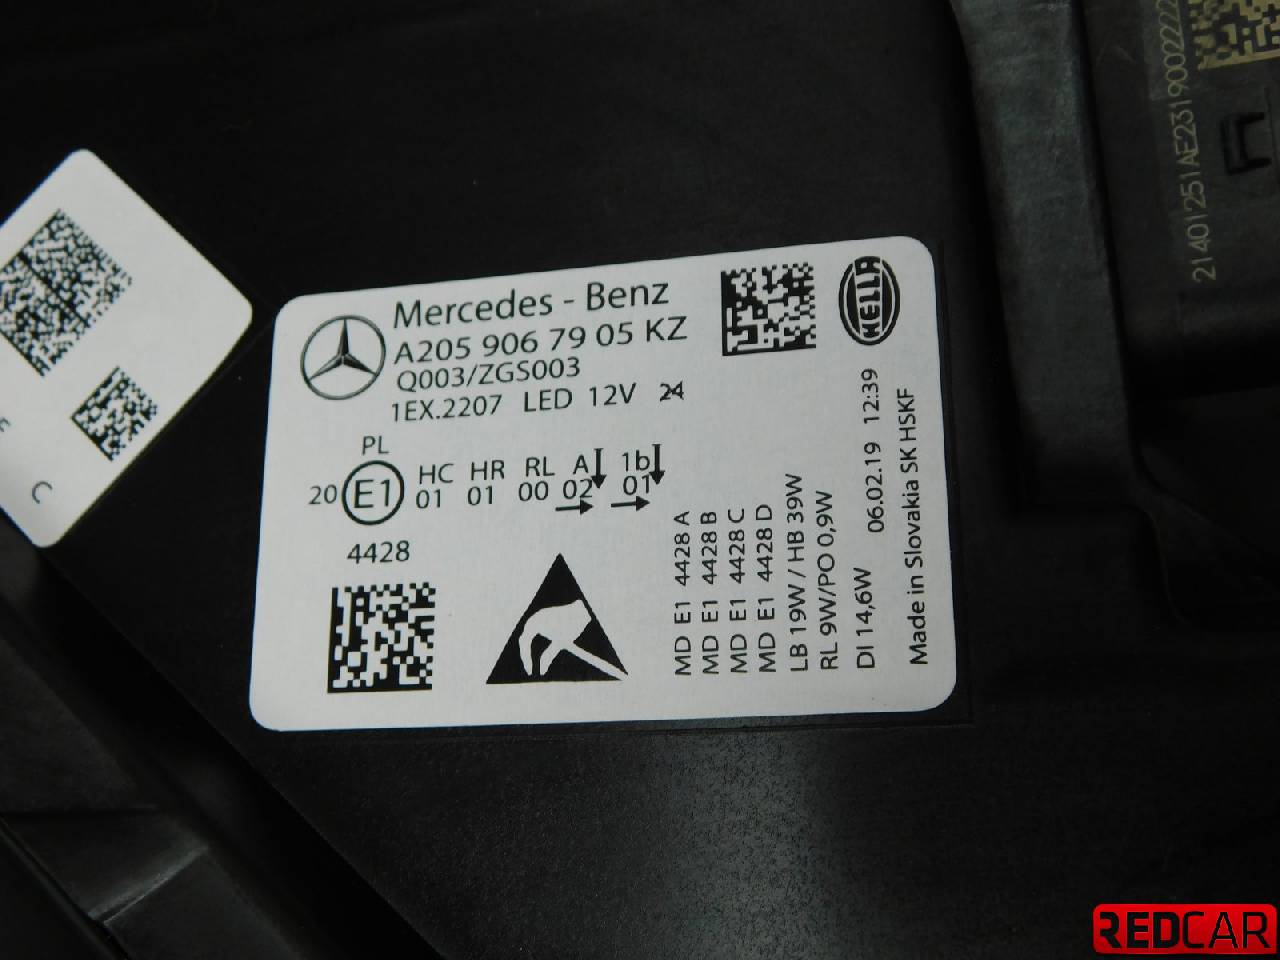 Mercedes - Benz
A205 906 79 05 KZ
Q003/ZGS003
1EX.2207 LED 12V 24
HELLA
PL
20 E1 HC HR RL A 1b
01 01 00 02 01
4428
MD E1 4428 A
MD E1 4428 B
MD E1 4428 C
MD E1 4428 D
LB 19W / HB 39W
RL 9W/PO 0,9W
DI 14,6W 06.02.19 12:39
Made in Slovakia SK HSKF
C
21401251AE2319002222
REDCAR